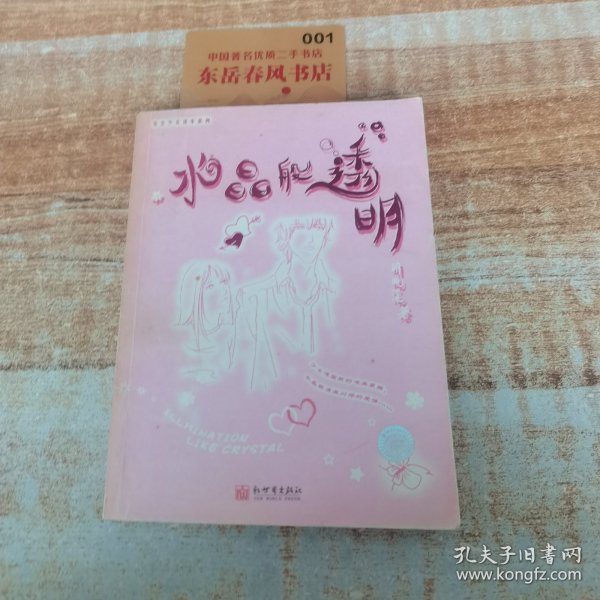 001
中国著名优质二手书店
东岳春风书店
水晶般透明
ILLMINATION
LIKE CRYSTAL
新世界出版社
NEW WORLD PRESS
孔夫子旧书网
www.kongfz.com